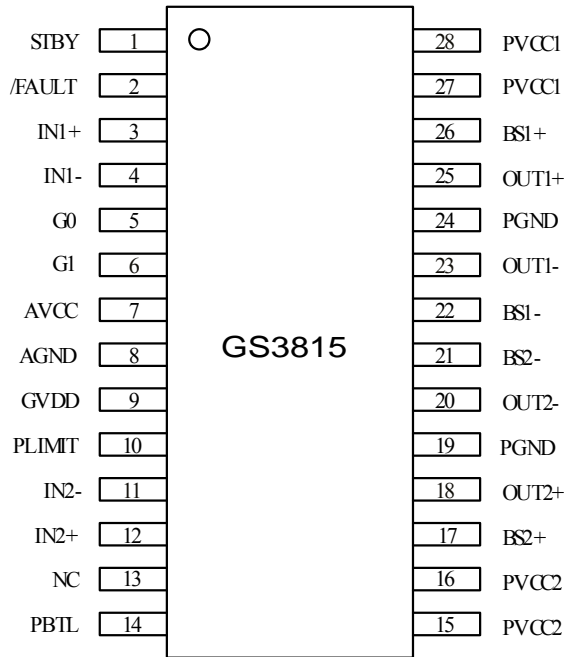 STBY 1 28 PVCC1
/FAULT 2 27 PVCC1
IN1+ 3 26 BS1+
IN1- 4 25 OUT1+
G0 5 24 PGND
G1 6 23 OUT1-
AVCC 7 22 BS1-
AGND 8 GS3815 21 BS2-
GVDD 9 20 OUT2-
PLIMIT 10 19 PGND
IN2- 11 18 OUT2+
IN2+ 12 17 BS2+
NC 13 16 PVCC2
PBTL 14 15 PVCC2